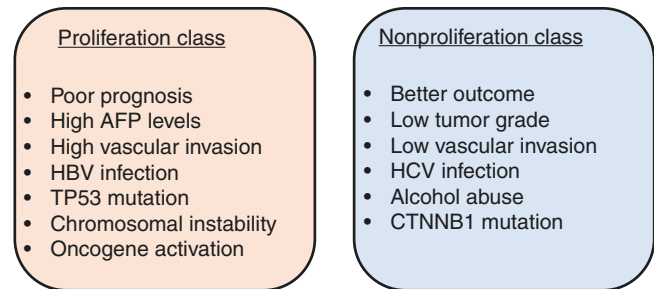 Proliferation class
• Poor prognosis
• High AFP levels
• High vascular invasion
• HBV infection
• TP53 mutation
• Chromosomal instability
• Oncogene activation
Nonproliferation class
• Better outcome
• Low tumor grade
• Low vascular invasion
• HCV infection
• Alcohol abuse
• CTNNB1 mutation